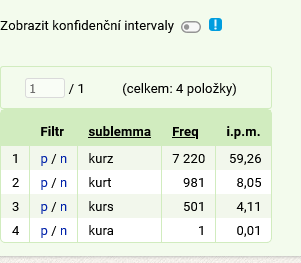 Zobrazit konfidenční intervaly !
1 / 1 (celkem: 4 položky)
Filtr sublemma Freq i.p.m.
1 p / n kurz 7 220 59,26
2 p / n kurt 981 8,05
3 p / n kurs 501 4,11
4 p / n kura 1 0,01